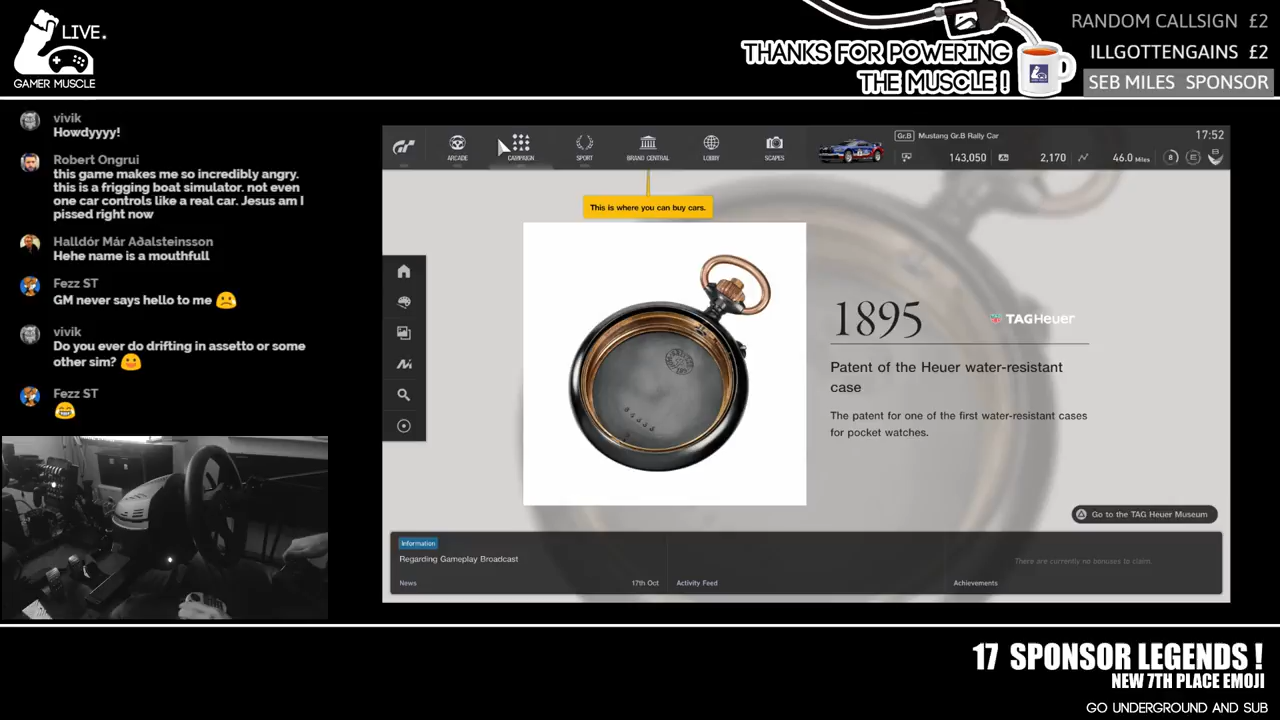 LIVE.
GAMER MUSCLE
THANKS FOR POWERING
THE MUSCLE !
RANDOM CALLSIGN £2
ILLGOTTENGAINS £2
SEB MILES SPONSOR
vivik
Howdyyyy!
Robert Ongrui
this game makes me so incredibly angry.
this is a frigging boat simulator. not even
one car controls like a real car. Jesus am I
pissed right now
Halldór Már Aðalsteinsson
Hehe name is a mouthfull
Fezz ST
GM never says hello to me
vivik
Do you ever do drifting in assetto or some
other sim?
Fezz ST
ARCADE
CAMPAIGN
SPORT
BRAND CENTRAL
LOBBY
SCAPES
Gr.B Mustang Gr.B Rally Car
17:52
143,050
2,170
46.0 Miles
8
E
This is where you can buy cars.
1895
TAGHeuer
Patent of the Heuer water-resistant
case
The patent for one of the first water-resistant cases
for pocket watches.
Go to the TAG Heuer Museum
Information
Regarding Gameplay Broadcast
News
17th Oct
Activity Feed
There are currently no bonuses to claim.
Achievements
17 SPONSOR LEGENDS !
NEW 7TH PLACE EMOJI
GO UNDERGROUND AND SUB